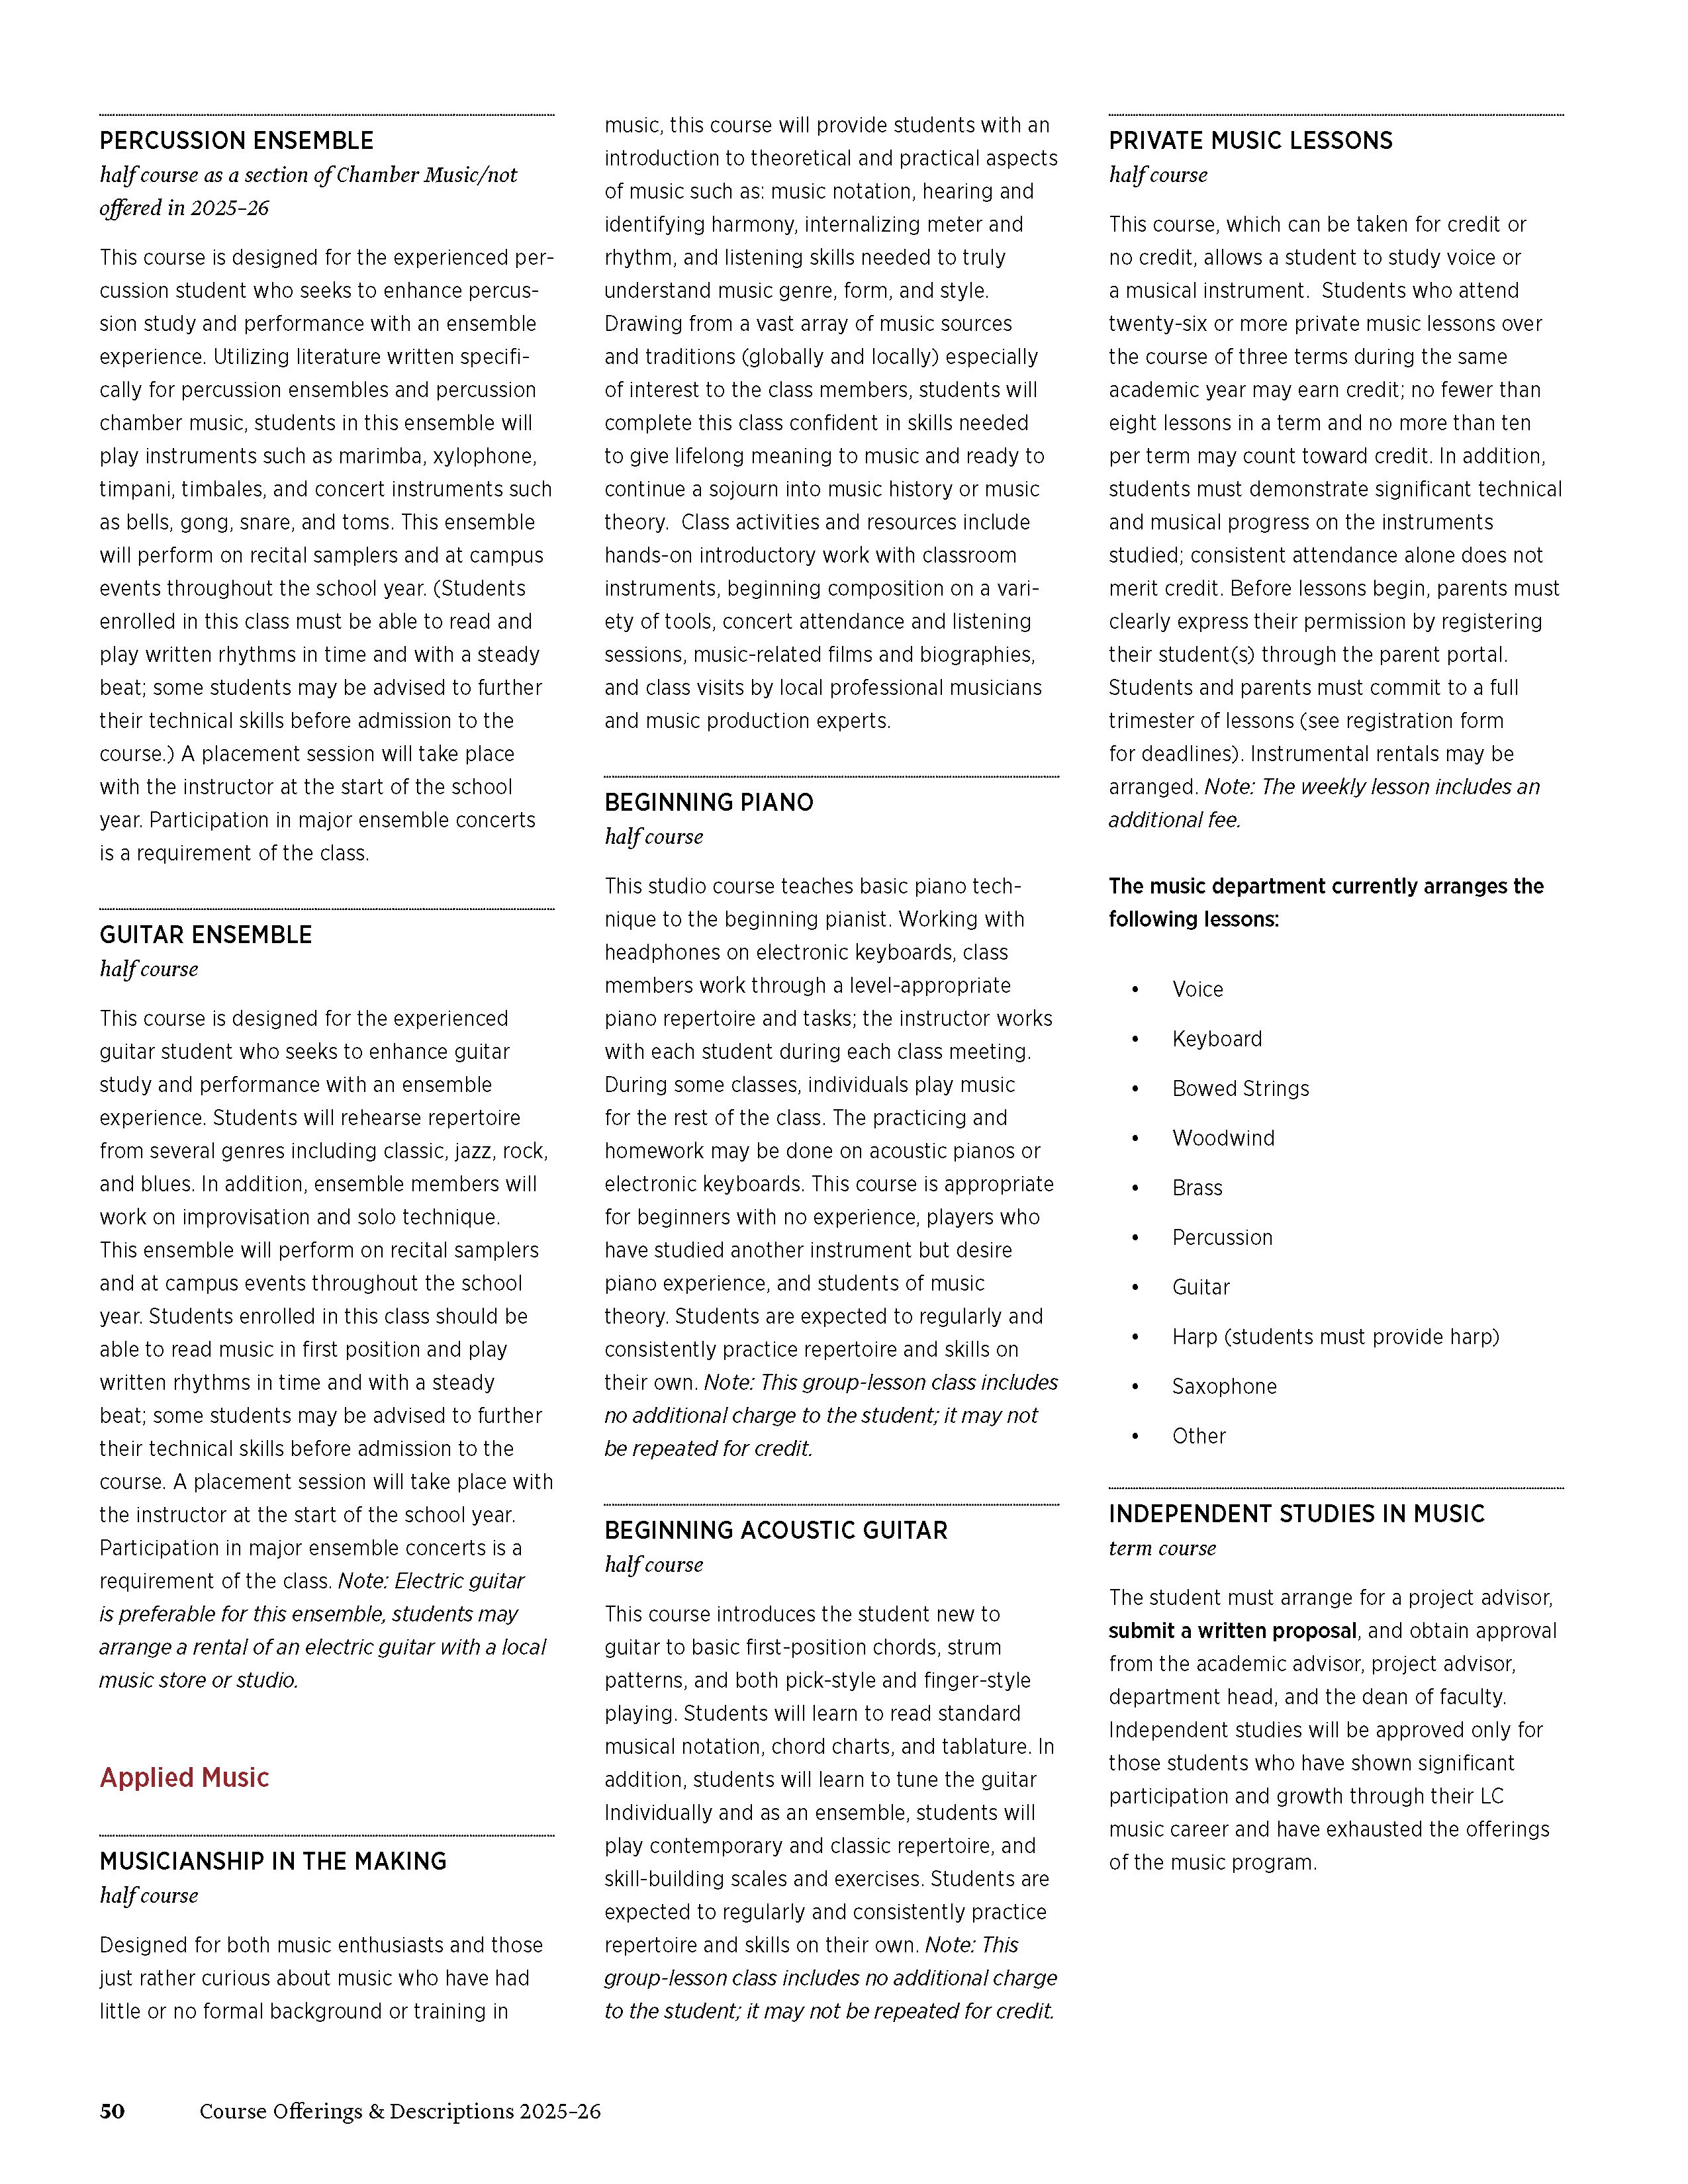 PERCUSSION ENSEMBLE
half course as a section of Chamber Music/not
offered in 2025–26
This course is designed for the experienced per-
cussion student who seeks to enhance percus-
sion study and performance with an ensemble
experience. Utilizing literature written specifi-
cally for percussion ensembles and percussion
chamber music, students in this ensemble will
play instruments such as marimba, xylophone,
timpani, timbales, and concert instruments such
as bells, gong, snare, and toms. This ensemble
will perform on recital samplers and at campus
events throughout the school year. (Students
enrolled in this class must be able to read and
play written rhythms in time and with a steady
beat; some students may be advised to further
their technical skills before admission to the
course.) A placement session will take place
with the instructor at the start of the school
year. Participation in major ensemble concerts
is a requirement of the class.
GUITAR ENSEMBLE
half course
This course is designed for the experienced
guitar student who seeks to enhance guitar
study and performance with an ensemble
experience. Students will rehearse repertoire
from several genres including classic, jazz, rock,
and blues. In addition, ensemble members will
work on improvisation and solo technique.
This ensemble will perform on recital samplers
and at campus events throughout the school
year. Students enrolled in this class should be
able to read music in first position and play
written rhythms in time and with a steady
beat; some students may be advised to further
their technical skills before admission to the
course. A placement session will take place with
the instructor at the start of the school year.
Participation in major ensemble concerts is a
requirement of the class. Note: Electric guitar
is preferable for this ensemble, students may
arrange a rental of an electric guitar with a local
music store or studio.
Applied Music
MUSICIANSHIP IN THE MAKING
half course
Designed for both music enthusiasts and those
just rather curious about music who have had
little or no formal background or training in
music, this course will provide students with an
introduction to theoretical and practical aspects
of music such as: music notation, hearing and
identifying harmony, internalizing meter and
rhythm, and listening skills needed to truly
understand music genre, form, and style.
Drawing from a vast array of music sources
and traditions (globally and locally) especially
of interest to the class members, students will
complete this class confident in skills needed
to give lifelong meaning to music and ready to
continue a sojourn into music history or music
theory.  Class activities and resources include
hands-on introductory work with classroom
instruments, beginning composition on a vari-
ety of tools, concert attendance and listening
sessions, music-related films and biographies,
and class visits by local professional musicians
and music production experts.
BEGINNING PIANO
half course
This studio course teaches basic piano tech-
nique to the beginning pianist. Working with
headphones on electronic keyboards, class
members work through a level-appropriate
piano repertoire and tasks; the instructor works
with each student during each class meeting.
During some classes, individuals play music
for the rest of the class. The practicing and
homework may be done on acoustic pianos or
electronic keyboards. This course is appropriate
for beginners with no experience, players who
have studied another instrument but desire
piano experience, and students of music
theory. Students are expected to regularly and
consistently practice repertoire and skills on
their own. Note: This group-lesson class includes
no additional charge to the student; it may not
be repeated for credit.
BEGINNING ACOUSTIC GUITAR
half course
This course introduces the student new to
guitar to basic first-position chords, strum
patterns, and both pick-style and finger-style
playing. Students will learn to read standard
musical notation, chord charts, and tablature. In
addition, students will learn to tune the guitar
Individually and as an ensemble, students will
play contemporary and classic repertoire, and
skill-building scales and exercises. Students are
expected to regularly and consistently practice
repertoire and skills on their own. Note: This
group-lesson class includes no additional charge
to the student; it may not be repeated for credit.
PRIVATE MUSIC LESSONS
half course
This course, which can be taken for credit or
no credit, allows a student to study voice or
a musical instrument.  Students who attend
twenty-six or more private music lessons over
the course of three terms during the same
academic year may earn credit; no fewer than
eight lessons in a term and no more than ten
per term may count toward credit. In addition,
students must demonstrate significant technical
and musical progress on the instruments
studied; consistent attendance alone does not
merit credit. Before lessons begin, parents must
clearly express their permission by registering
their student(s) through the parent portal.
Students and parents must commit to a full
trimester of lessons (see registration form
for deadlines). Instrumental rentals may be
arranged. Note: The weekly lesson includes an
additional fee.
The music department currently arranges the
following lessons:
• Voice
• Keyboard
• Bowed Strings
• Woodwind
• Brass
• Percussion
• Guitar
• Harp (students must provide harp)
• Saxophone
• Other
INDEPENDENT STUDIES IN MUSIC
term course
The student must arrange for a project advisor,
submit a written proposal, and obtain approval
from the academic advisor, project advisor,
department head, and the dean of faculty.
Independent studies will be approved only for
those students who have shown significant
participation and growth through their LC
music career and have exhausted the offerings
of the music program.
50 Course Offerings & Descriptions 2025–26